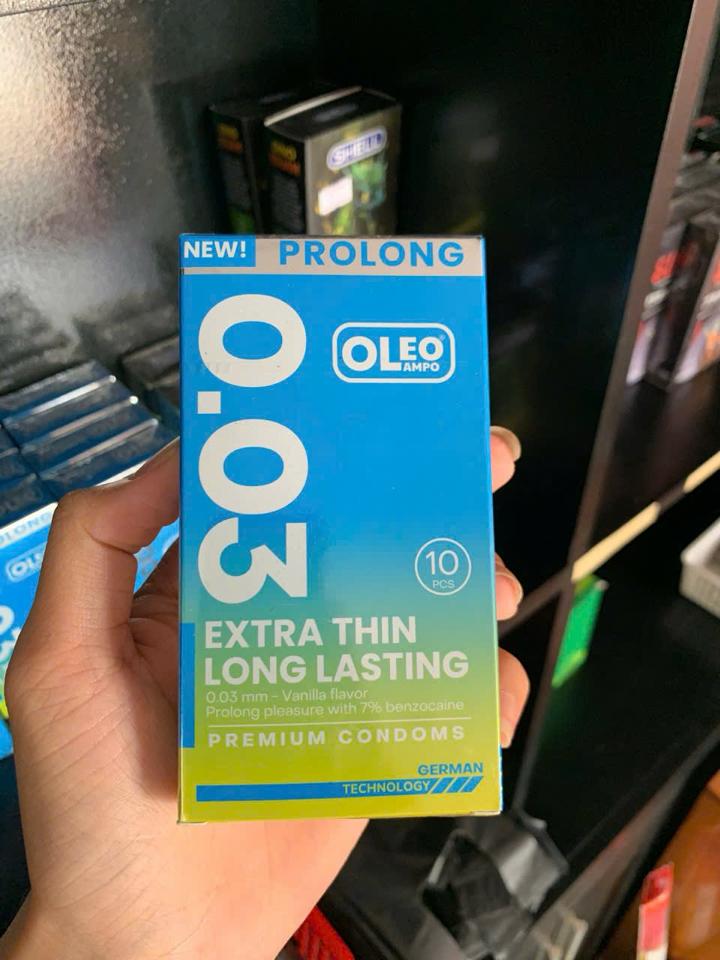 SHELL
NEW! PROLONG
0.03
OLEO
AMPO
10
PCS
EXTRA THIN
LONG LASTING
0.03 mm - Vanilla flavor
Prolong pleasure with 7% benzocaine
PREMIUM CONDOMS
GERMAN
TECHNOLOGY